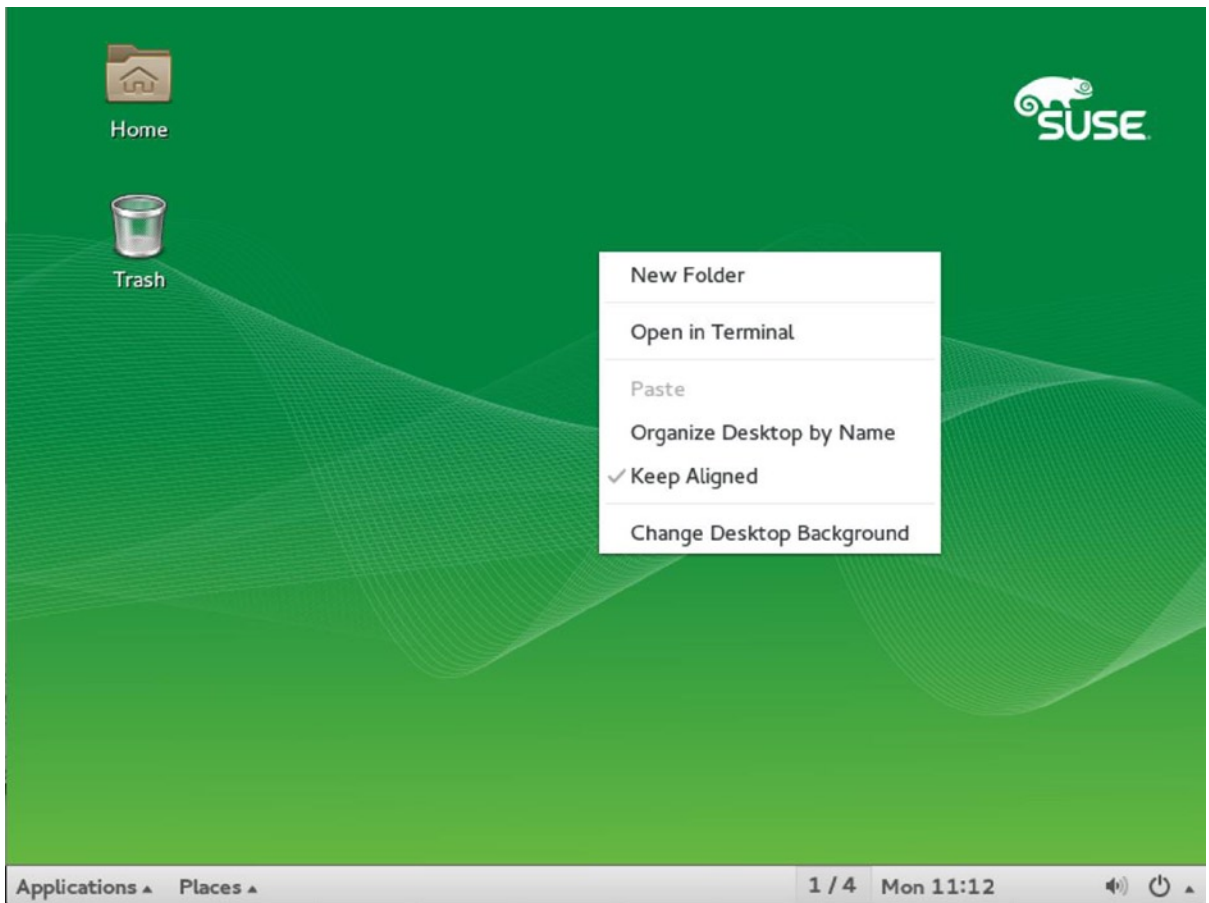 Home
SUSE
Trash
New Folder
Open in Terminal
Paste
Organize Desktop by Name
Keep Aligned
Change Desktop Background
Applications Places 1 / 4 Mon 11:12